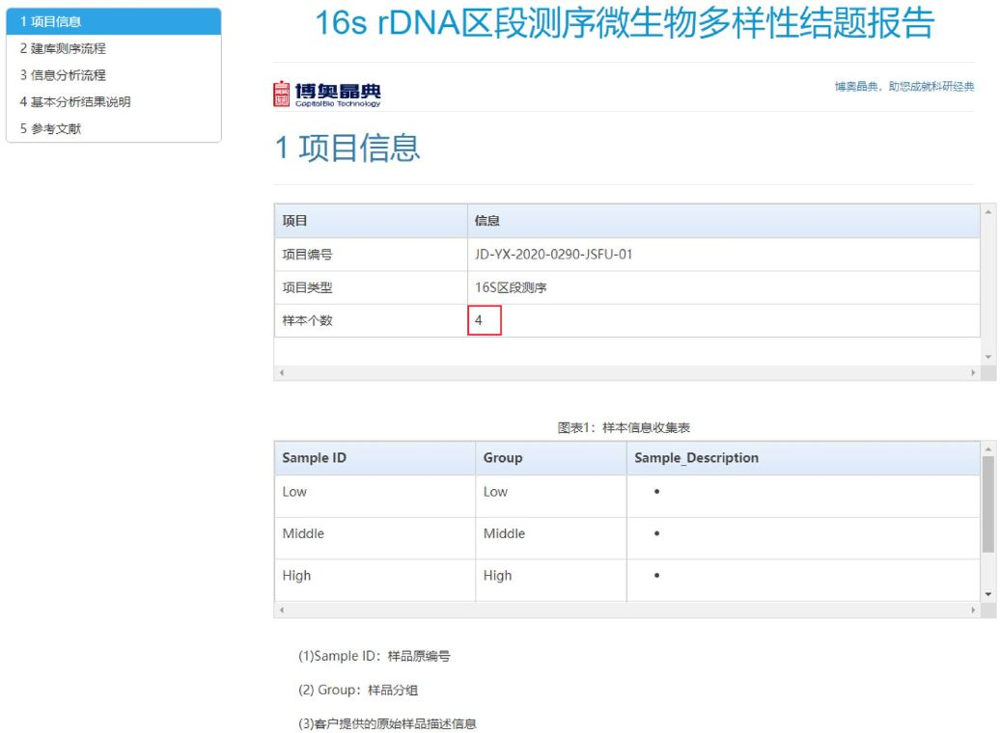 1 项目信息
2 建库测序流程
3 信息分析流程
4 基本分析结果说明
5 参考文献
16s rDNA区段测序微生物多样性结题报告
博奥晶典
CapitalBio Technology
博奥晶典，助您成就科研经典
1 项目信息
项目 信息
项目编号 JD-YX-2020-0290-JSFU-01
项目类型 16S区段测序
样本个数 4
图表1：样本信息收集表
Sample ID Group Sample_Description
Low Low •
Middle Middle •
High High •
(1)Sample ID：样品原编号
(2) Group：样品分组
(3)客户提供的原始样品描述信息